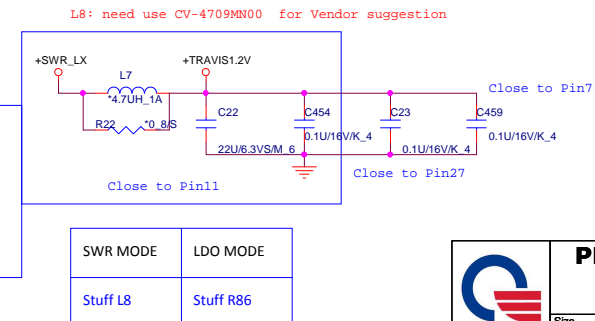 L8: need use CV-4709MN00 for Vendor suggestion
+SWR_LX
+TRAVIS1.2V
L7
*4.7UH_1A
R22
*0_8/S
C22
22U/6.3VS/M_6
C454
0.1U/16V/K_4
C23
0.1U/16V/K_4
C459
0.1U/16V/K_4
Close to Pin7
Close to Pin11
Close to Pin27
SWR MODE
LDO MODE
Stuff L8
Stuff R86
Size